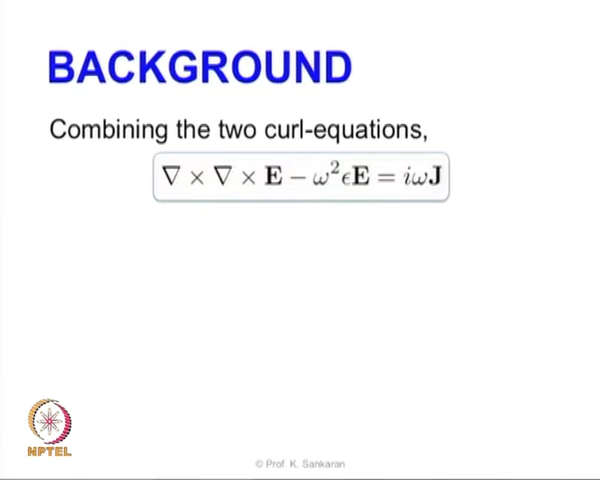 BACKGROUND
Combining the two curl-equations,
∇ × ∇ × E − ω²ϵE = iωJ
NPTEL
© Prof. K. Sankaran